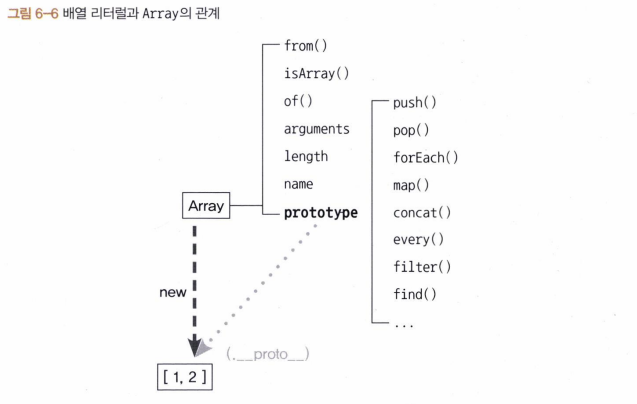 그림 6-6 배열 리터럴과 Array의 관계
from()
isArray()
of()
arguments
length
name
prototype
push()
pop()
forEach()
map()
concat()
every()
filter()
find()
...
Array
new
(.__proto__)
[ 1, 2 ]